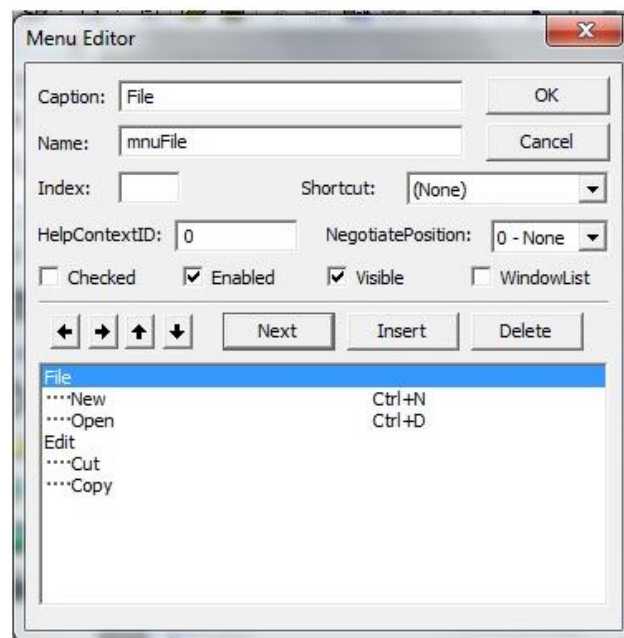 Menu Editor
Caption: File
OK
Name: mnuFile
Cancel
Index:
Shortcut: (None)
HelpContextID: 0
NegotiatePosition: 0 - None
Checked
Enabled
Visible
WindowList
Next
Insert
Delete
File
····New Ctrl+N
····Open Ctrl+D
Edit
····Cut
····Copy